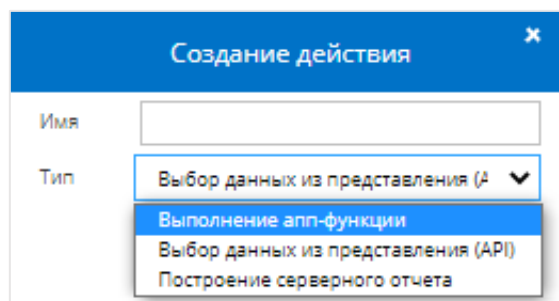 Создание действия
Имя
Тип
Выбор данных из представления (А
Выполнение апп-функции
Выбор данных из представления (API)
Построение серверного отчета